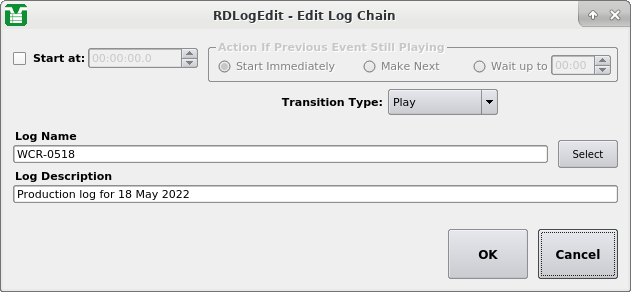 RDLogEdit - Edit Log Chain
Action If Previous Event Still Playing
Start at: 00:00:00.0 Start Immediately Make Next Wait up to 00:00
Transition Type: Play
Log Name
WCR-0518 Select
Log Description
Production log for 18 May 2022
OK Cancel